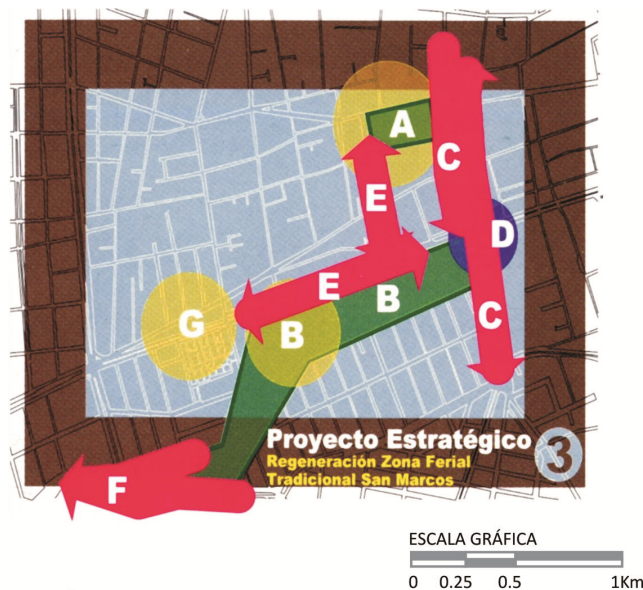 A
C
E
D
E
B
C
G
B
Proyecto Estratégico
Regeneración Zona Ferial
Tradicional San Marcos
3
F
ESCALA GRÁFICA
0 0.25 0.5 1Km